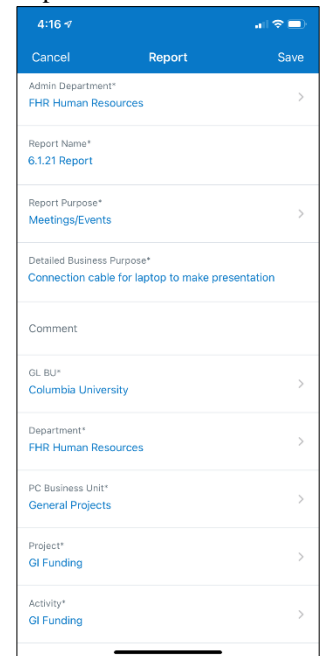 4:16
Cancel Report Save
Admin Department*
FHR Human Resources
Report Name*
6.1.21 Report
Report Purpose*
Meetings/Events
Detailed Business Purpose*
Connection cable for laptop to make presentation
Comment
GL BU*
Columbia University
Department*
FHR Human Resources
PC Business Unit*
General Projects
Project*
GI Funding
Activity*
GI Funding